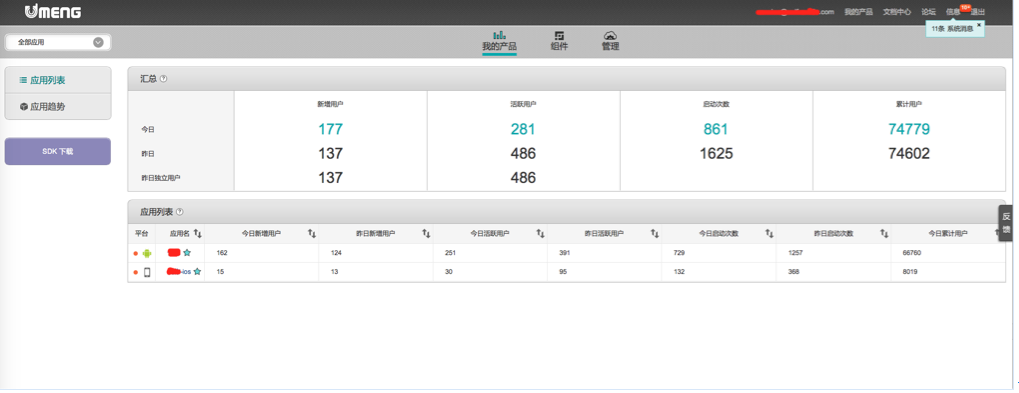 UMENG
.com 我的产品 文档中心 论坛 信息 10+ 退出
11条 系统消息 ×
全部应用
我的产品 组件 管理
应用列表
应用趋势
SDK 下载
汇总 ?
新增用户 活跃用户 启动次数 累计用户
今日 177 281 861 74779
昨日 137 486 1625 74602
昨日独立用户 137 486
反馈
应用列表 ?
平台 应用名 今日新增用户 昨日新增用户 今日活跃用户 昨日活跃用户 今日启动次数 昨日启动次数 今日累计用户
162 124 251 391 729 1257 66760
-ios 15 13 30 95 132 368 8019